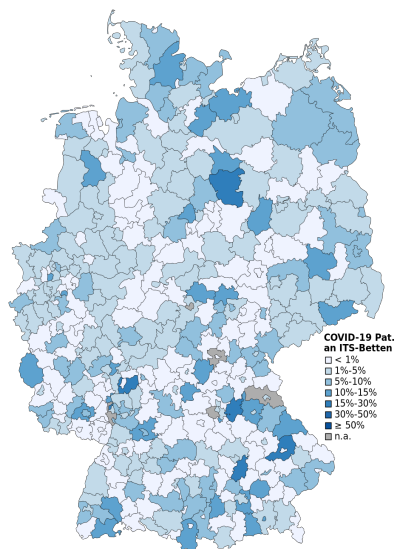 COVID-19 Pat.
an ITS-Betten
< 1%
1%-5%
5%-10%
10%-15%
15%-30%
30%-50%
≥ 50%
n.a.